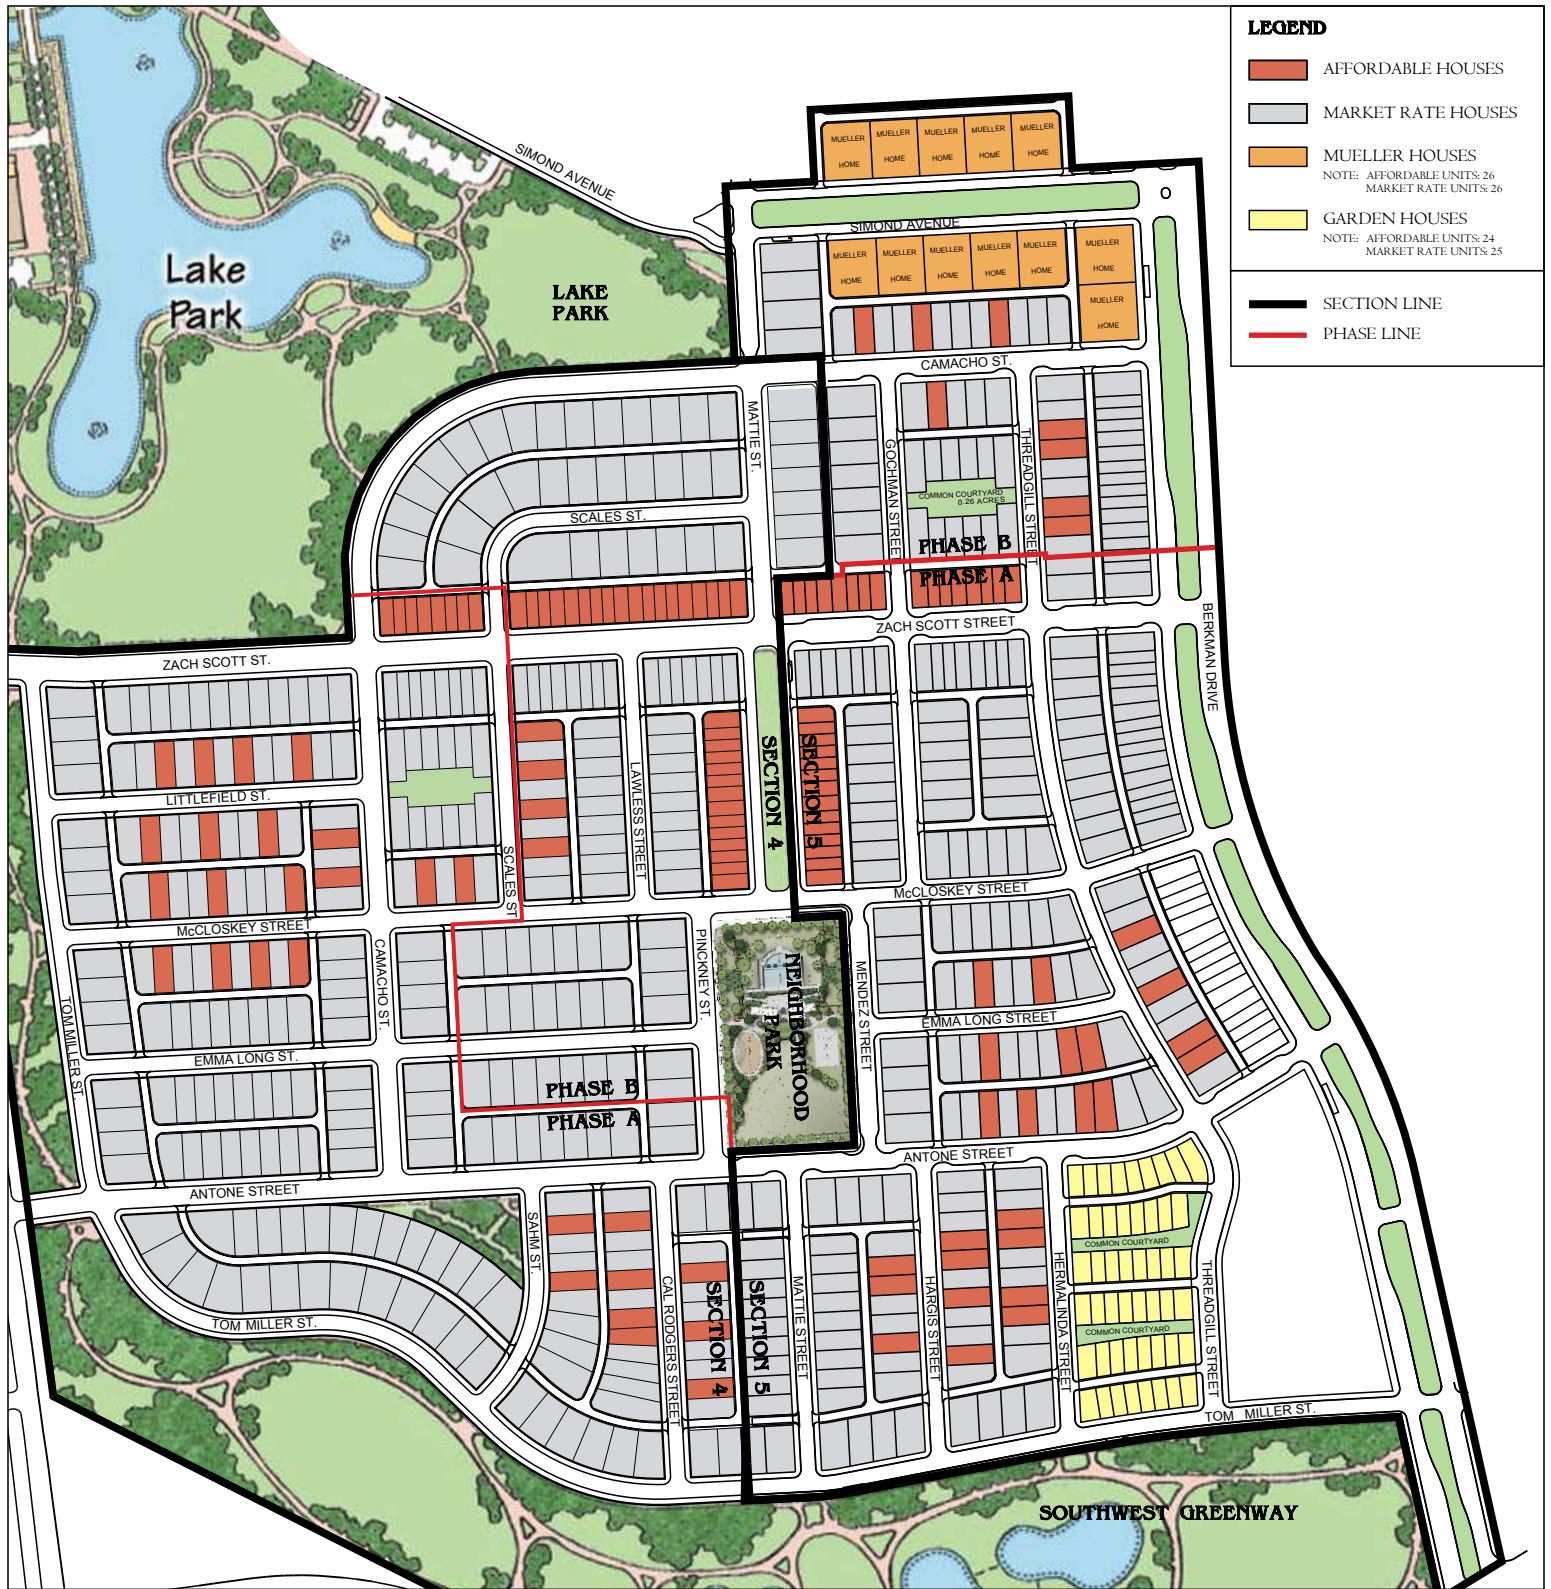 LEGEND
AFFORDABLE HOUSES
MARKET RATE HOUSES
MUELLER HOUSES
NOTE: AFFORDABLE UNITS: 26
MARKET RATE UNITS: 26
GARDEN HOUSES
NOTE: AFFORDABLE UNITS: 24
MARKET RATE UNITS: 25
SECTION LINE
PHASE LINE
SIMOND AVENUE
MUELLER HOME
MUELLER HOME
MUELLER HOME
MUELLER HOME
MUELLER HOME
SIMOND AVENUE
MUELLER HOME
MUELLER HOME
MUELLER HOME
MUELLER HOME
MUELLER HOME
MUELLER HOME
MUELLER HOME
Lake
Park
LAKE
PARK
CAMACHO ST.
MATTIE ST.
GOCHMAN STREET
THREADGILL STREET
COMMON COURTYARD
0.26 ACRES
SCALES ST.
PHASE B
PHASE A
ZACH SCOTT STREET
BERKMAN DRIVE
ZACH SCOTT ST.
LITTLEFIELD ST.
LAWLESS STREET
SECTION 4
SECTION 5
SCALES ST
McCLOSKEY STREET
McCLOSKEY STREET
CAMACHO ST.
PINCKNEY ST.
NEIGHBORHOOD
PARK
MENDEZ STREET
TOM MILLER ST.
EMMA LONG STREET
EMMA LONG ST.
PHASE B
PHASE A
ANTONE STREET
ANTONE STREET
SAHM ST.
CAL RODGERS STREET
SECTION 4
SECTION 5
MATTIE STREET
HARGIS STREET
HERMALINDA STREET
COMMON COURTYARD
COMMON COURTYARD
THREADGILL STREET
TOM MILLER ST.
TOM MILLER ST.
SOUTHWEST GREENWAY